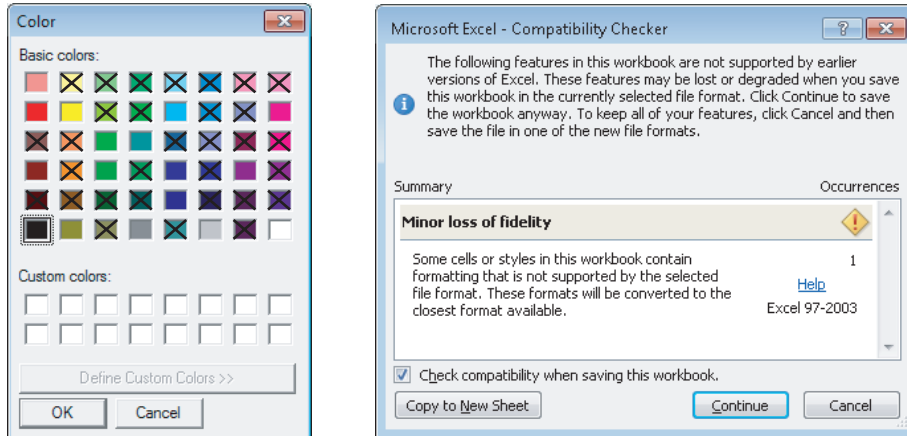 Color
Basic colors:
Custom colors:
Define Custom Colors >>
OK Cancel
Microsoft Excel - Compatibility Checker
The following features in this workbook are not supported by earlier
versions of Excel. These features may be lost or degraded when you save
this workbook in the currently selected file format. Click Continue to save
the workbook anyway. To keep all of your features, click Cancel and then
save the file in one of the new file formats.
Summary Occurrences
Minor loss of fidelity
Some cells or styles in this workbook contain 1
formatting that is not supported by the selected Help
file format. These formats will be converted to the Excel 97-2003
closest format available.
Check compatibility when saving this workbook.
Copy to New Sheet Continue Cancel